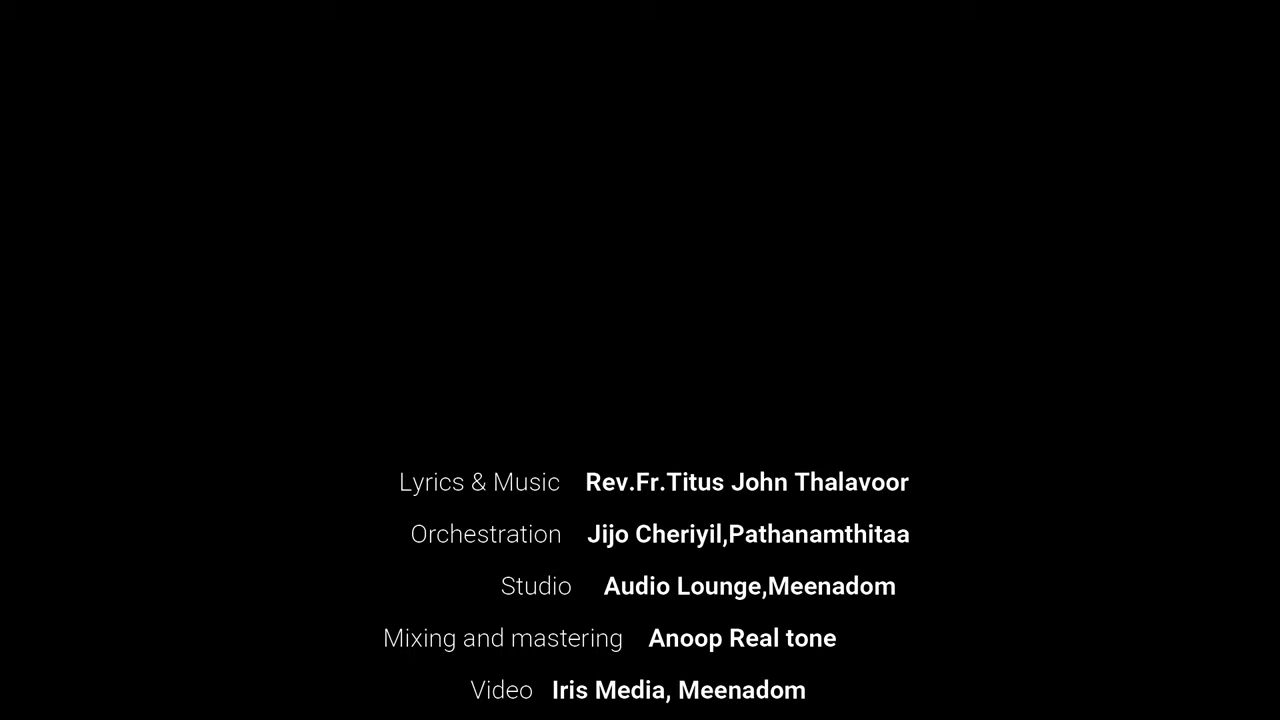 Lyrics & Music Rev.Fr.Titus John Thalavoor
Orchestration Jijo Cheriyil,Pathanamthitaa
Studio Audio Lounge,Meenadom
Mixing and mastering Anoop Real tone
Video Iris Media, Meenadom